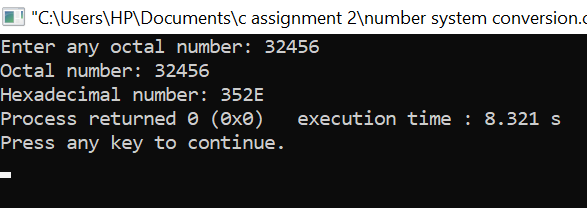 "C:\Users\HP\Documents\c assignment 2\number system conversion.
Enter any octal number: 32456
Octal number: 32456
Hexadecimal number: 352E
Process returned 0 (0x0)   execution time : 8.321 s
Press any key to continue.